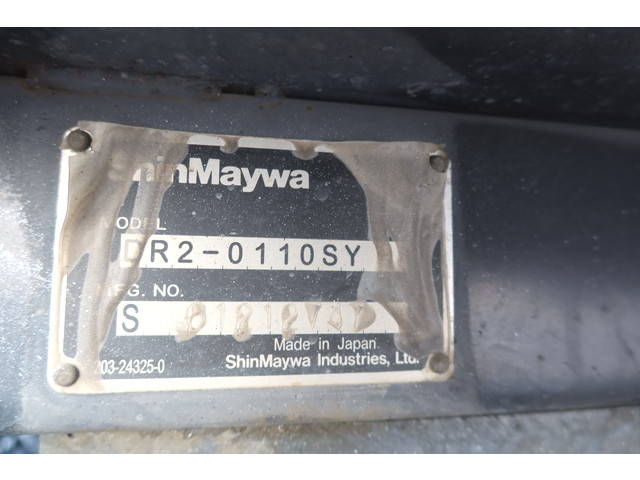 ShinMaywa
MODEL
DR2-0110SY
MFG. NO.
S
Made in Japan
203-24325-0
ShinMaywa Industries, Ltd.